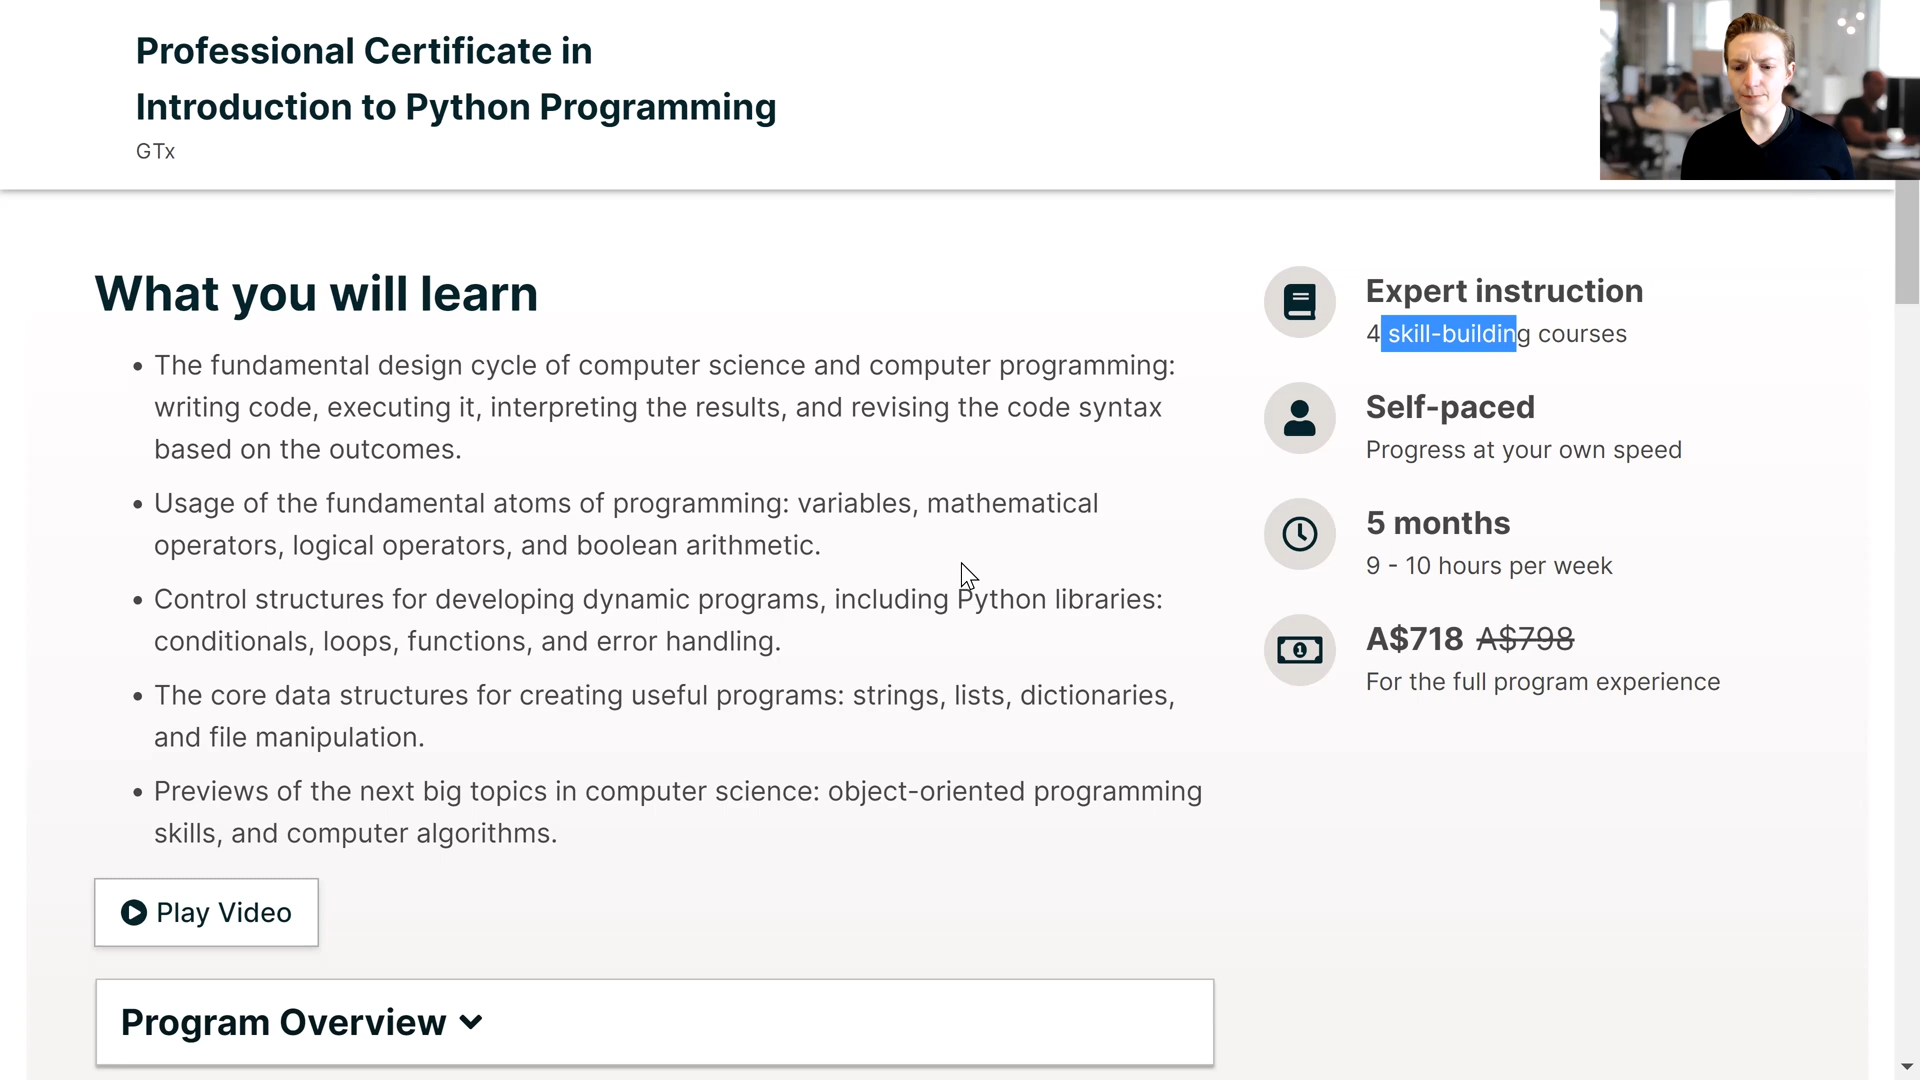 Professional Certificate in
Introduction to Python Programming
GTx
What you will learn
• The fundamental design cycle of computer science and computer programming:
writing code, executing it, interpreting the results, and revising the code syntax
based on the outcomes.
• Usage of the fundamental atoms of programming: variables, mathematical
operators, logical operators, and boolean arithmetic.
• Control structures for developing dynamic programs, including Python libraries:
conditionals, loops, functions, and error handling.
• The core data structures for creating useful programs: strings, lists, dictionaries,
and file manipulation.
• Previews of the next big topics in computer science: object-oriented programming
skills, and computer algorithms.
Play Video
Program Overview
Expert instruction
4 skill-building courses
Self-paced
Progress at your own speed
5 months
9 - 10 hours per week
A$718 A$798
For the full program experience